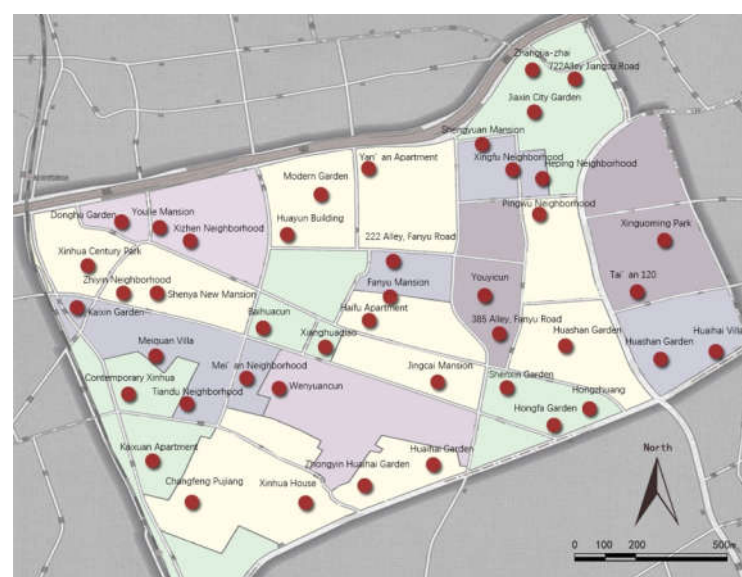 Zhangjia-zhai
722Alley Jiangsu Road
Jiaxin City Garden
Shengyuan Mansion
Yan' an Apartment
Xingfu Neighborhood
Heping Neighborhood
Modern Garden
Pingwu Neighborhood
Donghu Garden
Youlie Mansion
Huayun Building
Xizhen Neighborhood
222 Alley, Fanyu Road
Xinguoming Park
Xinhua Century Park
Zhiyin Neighborhood
Fanyu Mansion
Youyicun
Tai' an 120
Shenya New Mansion
Kaixin Garden
Baihuacun
Haifu Apartment
385 Alley, Fanyu Road
Xianghuaqiao
Huashan Garden
Huaihai Villa
Meiquan Villa
Huashan Garden
Mei' an Neighborhood
Jingcai Mansion
Shenxin Garden
Contemporary Xinhua
Tiandu Neighborhood
Wenyuancun
Hongzhuang
Hongfa Garden
Kaixuan Apartment
Huaihai Garden
Zhongyin Huaihai Garden
North
Changfeng Pujiang
Xinhua House
0 100 200 500m